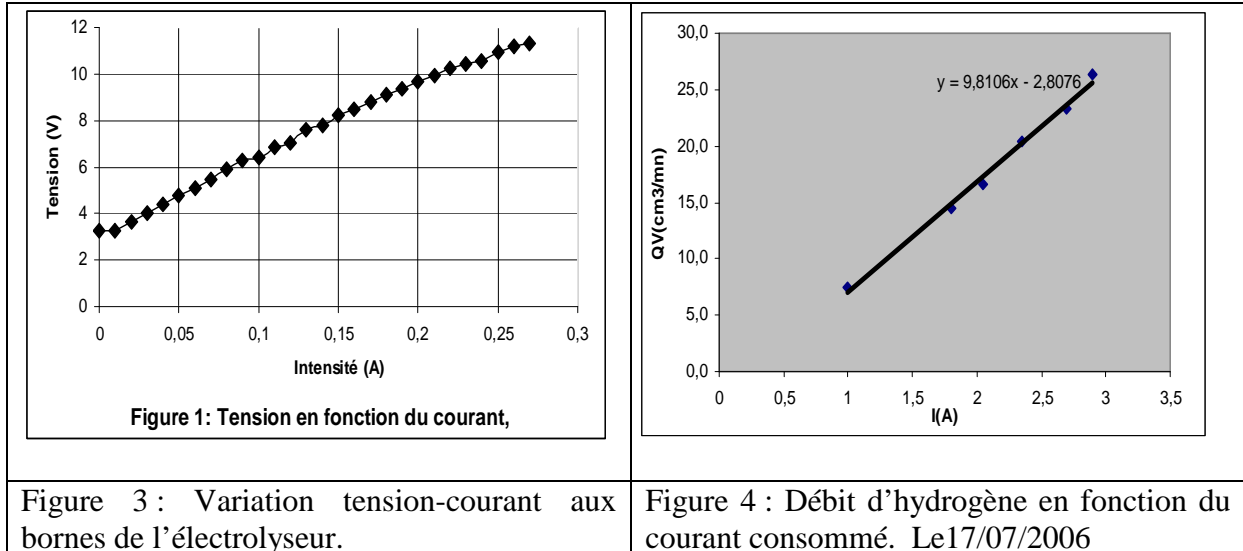 12
10
8
6
4
2
0
Tension (V)
0 0,05 0,1 0,15 0,2 0,25 0,3
Intensité (A)
Figure 1: Tension en fonction du courant,
30,0
25,0
20,0
15,0
10,0
5,0
0,0
QV(cm3/mn)
y = 9,8106x - 2,8076
0 0,5 1 1,5 2 2,5 3 3,5
I(A)
Figure 3 : Variation tension-courant aux
bornes de l’électrolyseur.
Figure 4 : Débit d’hydrogène en fonction du
courant consommé. Le17/07/2006